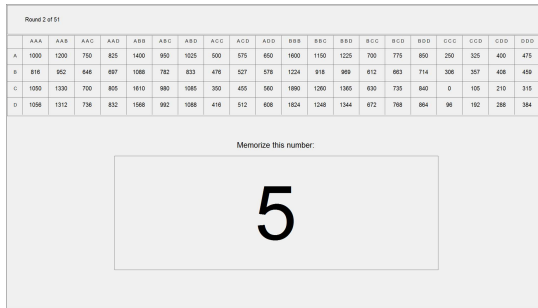 Round 2 of 51
AAA AAB AAC AAD ABB ABC ABD ACC ACD ADD BBB BBC BBD BCC BCD BDD CCC CCD CDD DDD
A 1000 1200 750 825 1400 950 1025 500 575 650 1600 1150 1225 700 775 850 250 325 400 475
B 816 952 646 697 1088 782 833 476 527 578 1224 918 969 612 663 714 306 357 408 459
C 1050 1330 700 805 1610 980 1085 350 455 560 1890 1260 1365 630 735 840 0 105 210 315
D 1056 1312 736 832 1568 992 1088 416 512 608 1824 1248 1344 672 768 864 96 192 288 384
Memorize this number:
5